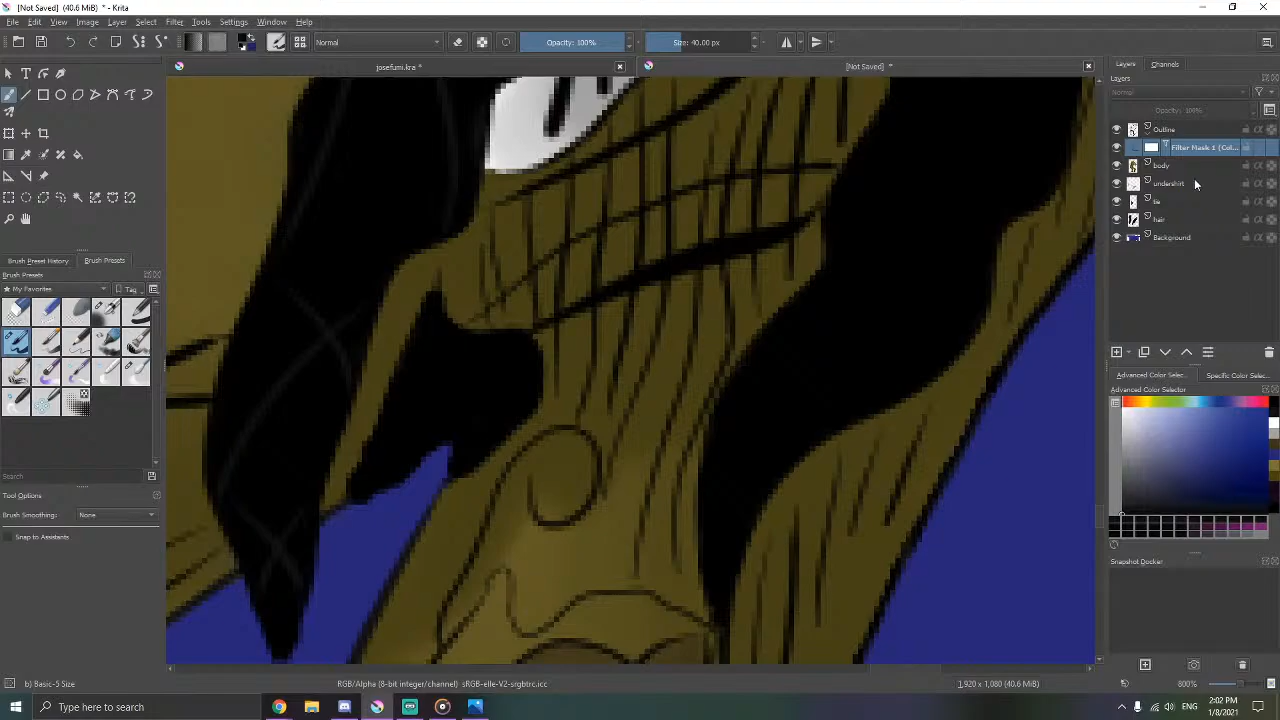 [Not Saved] (40.6 MiB) * - Krita
File Edit View Image Layer Select Filter Tools Settings Window Help
Normal Opacity: 100% Size: 40.00 px
josefumi.kra * [Not Saved] *
Layers Channels
Layers
Normal
Opacity: 100%
Outline
Filter Mask 1 (Col...
body
undershirt
tie
hair
Background
Brush Preset History Brush Presets
Brush Presets
My Favorites Tag
Advanced Color Selec... Specific Color Selec...
Advanced Color Selector
Search
Tool Options
Brush Smoothing: None
Snap to Assistants
Snapshot Docker
b) Basic-5 Size RGB/Alpha (8-bit integer/channel) sRGB-elle-V2-srgbtrc.icc 1,920 x 1,080 (40.6 MiB) 800%
Type here to search
2:02 PM
1/8/2021